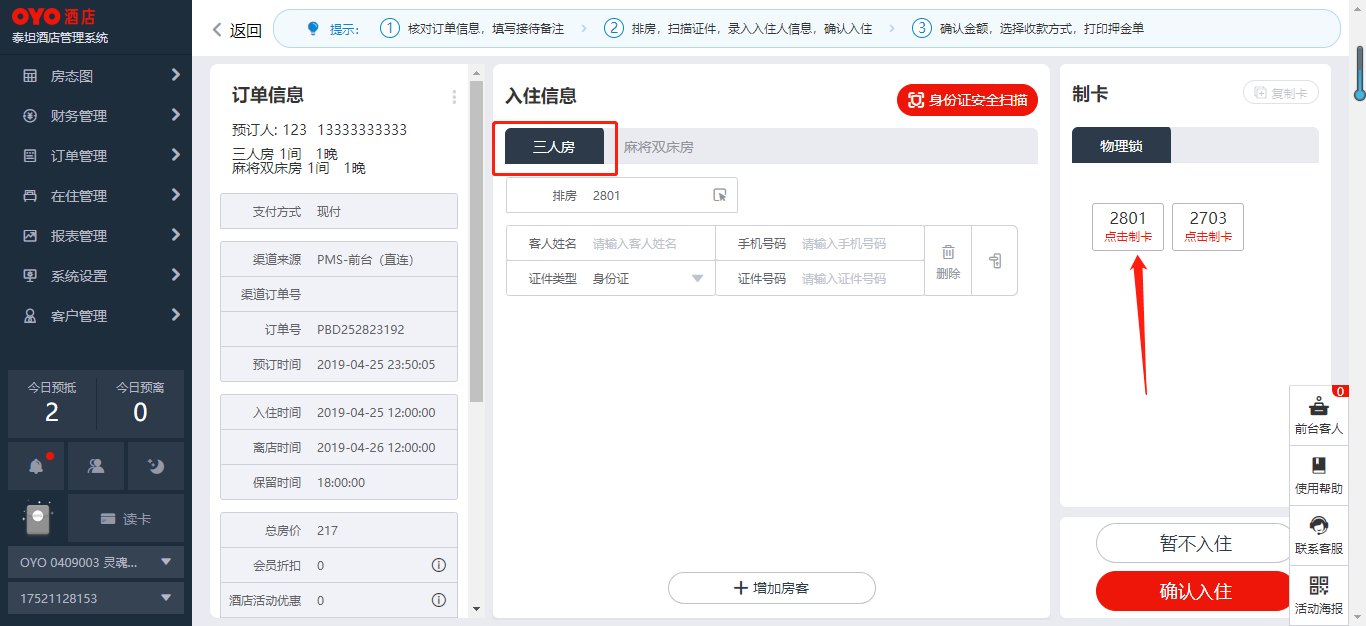 OYO 酒店
泰坦酒店管理系统
房态图
财务管理
订单管理
在住管理
报表管理
系统设置
客户管理
今日预抵
2
今日预离
0
读卡
OYO 0409003 灵魂...
17521128153
返回
提示:
1 核对订单信息，填写接待备注
2 排房，扫描证件，录入入住人信息，确认入住
3 确认金额，选择收款方式，打印押金单
订单信息
预订人: 123 13333333333
三人房 1间 1晚
麻将双床房 1间 1晚
支付方式 现付
渠道来源 PMS-前台（直连）
渠道订单号
订单号 PBD252823192
预订时间 2019-04-25 23:50:05
入住时间 2019-04-25 12:00:00
离店时间 2019-04-26 12:00:00
保留时间 18:00:00
总房价 217
会员折扣 0
酒店活动优惠 0
入住信息
身份证安全扫描
三人房
麻将双床房
排房 2801
客人姓名 请输入客人姓名
手机号码 请输入手机号码
证件类型 身份证
证件号码 请输入证件号码
删除
增加房客
制卡
复制卡
物理锁
2801
点击制卡
2703
点击制卡
暂不入住
确认入住
0
前台客人
使用帮助
联系客服
活动海报